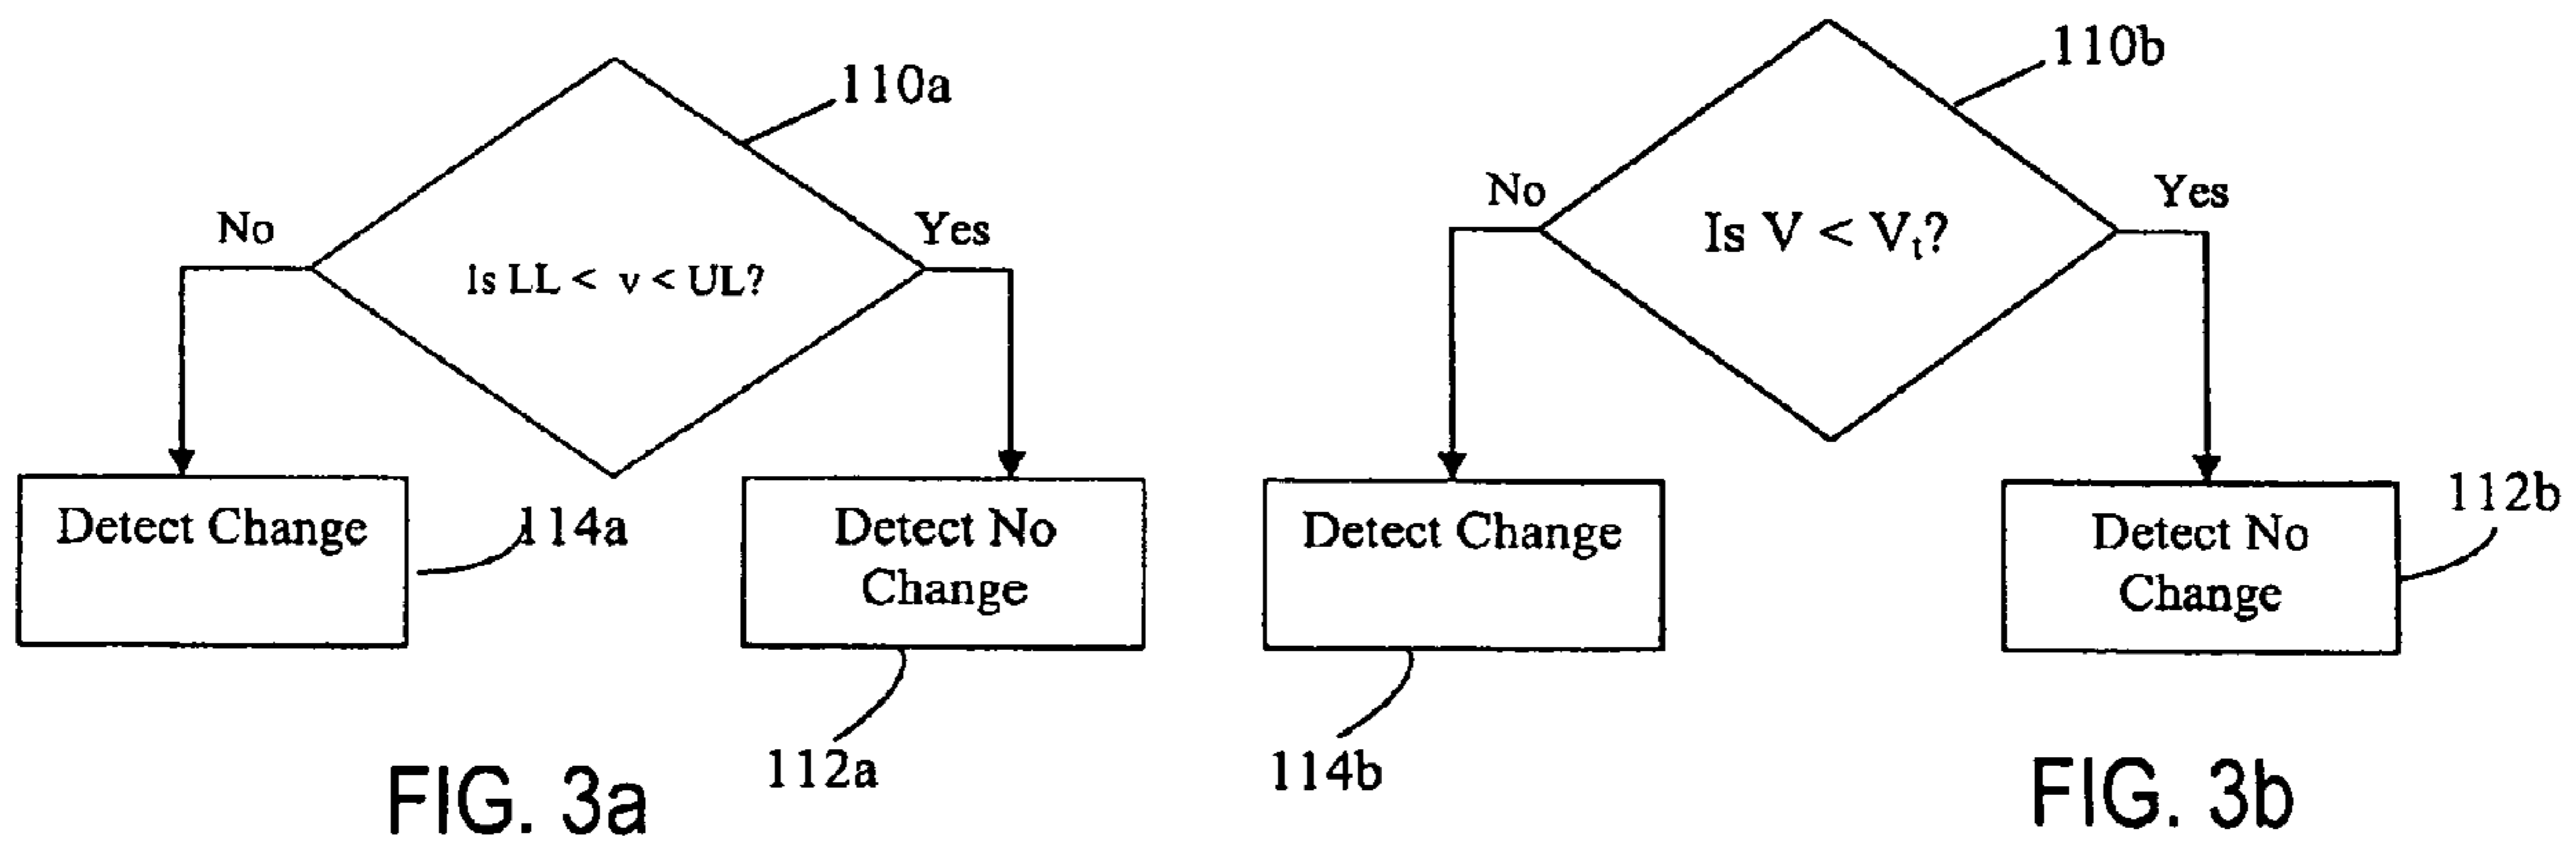 110a
No
Yes
Is LL < v < UL?
Detect Change
114a
Detect No
Change
112a
FIG. 3a
110b
No
Yes
Is V < Vt?
Detect Change
114b
Detect No
Change
112b
FIG. 3b